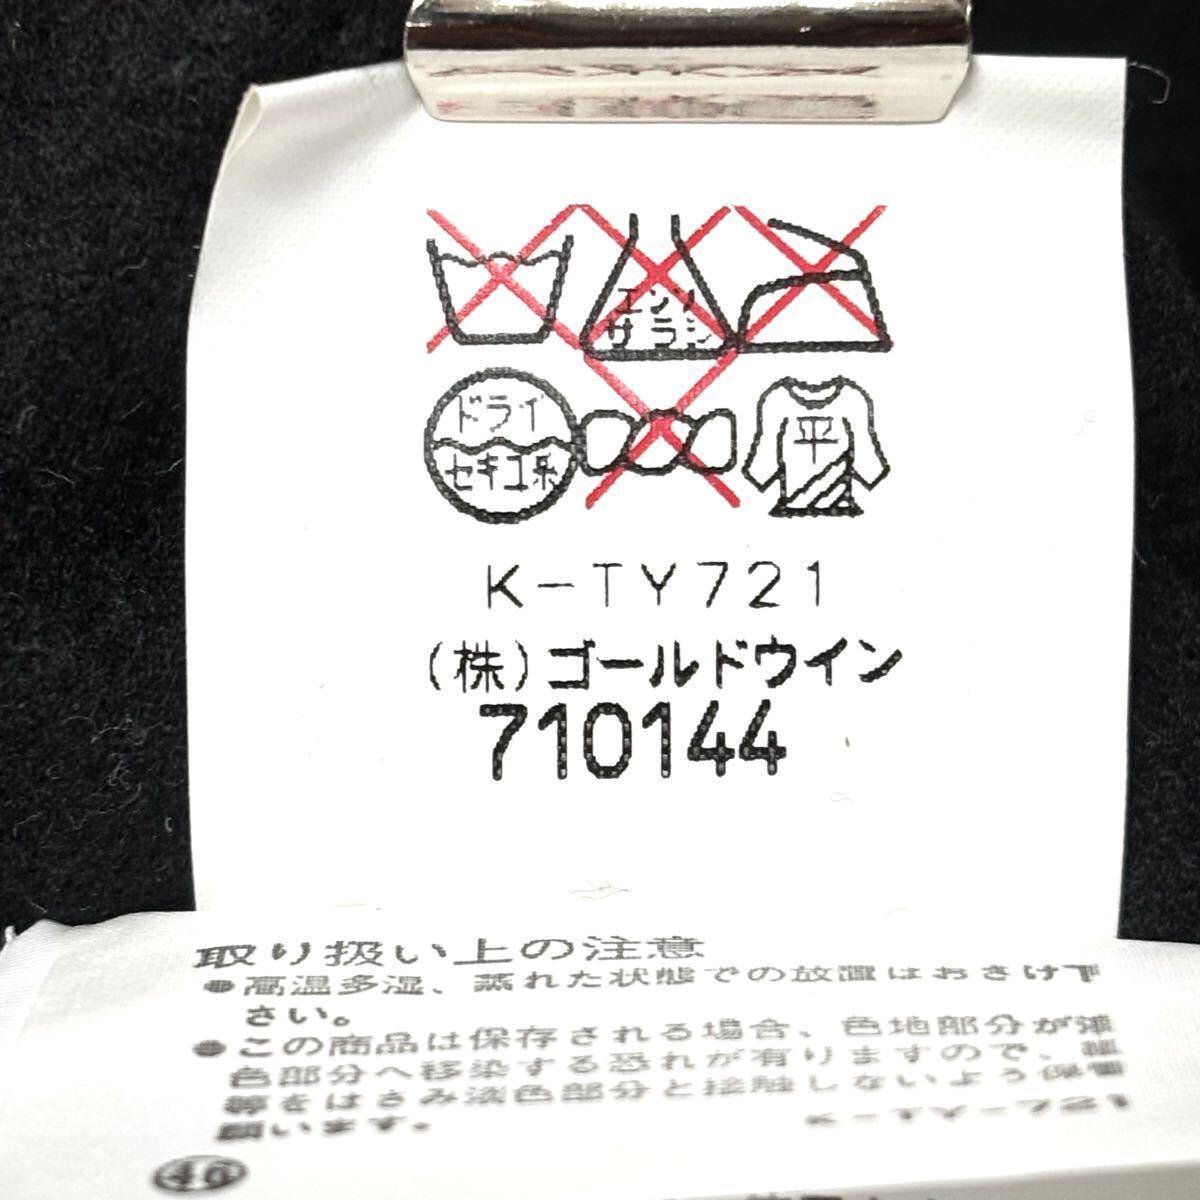 エンソ
サラシ
ドライ
セキユ系
平
K-TY721
(株)ゴールドウイン
710144
取り扱い上の注意
●高温多湿、蒸れた状態での放置はおさけ下
さい。
●この商品は保存される場合、色地部分が淡
色部分へ移染する恐れが有りますので、紙
等をはさみ淡色部分と接触しないよう保管
願います。
K-TY-721
40